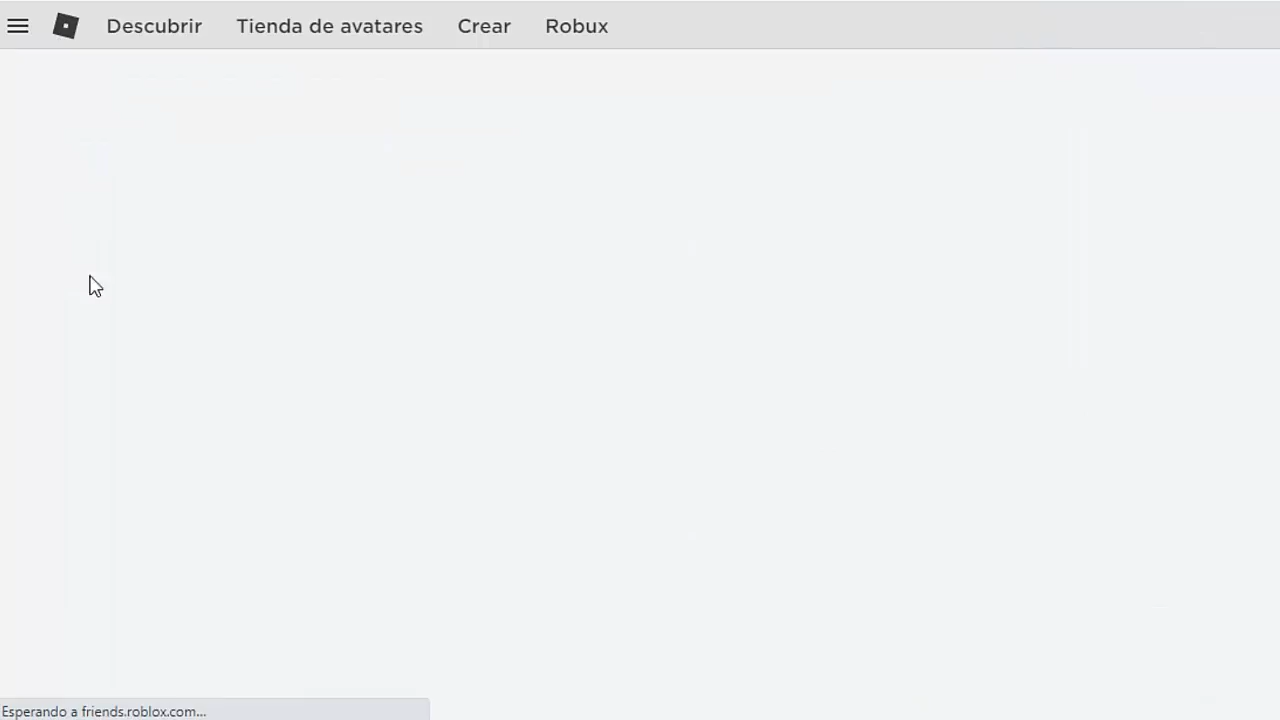 Descubrir Tienda de avatares Crear Robux
Esperando a friends.roblox.com...